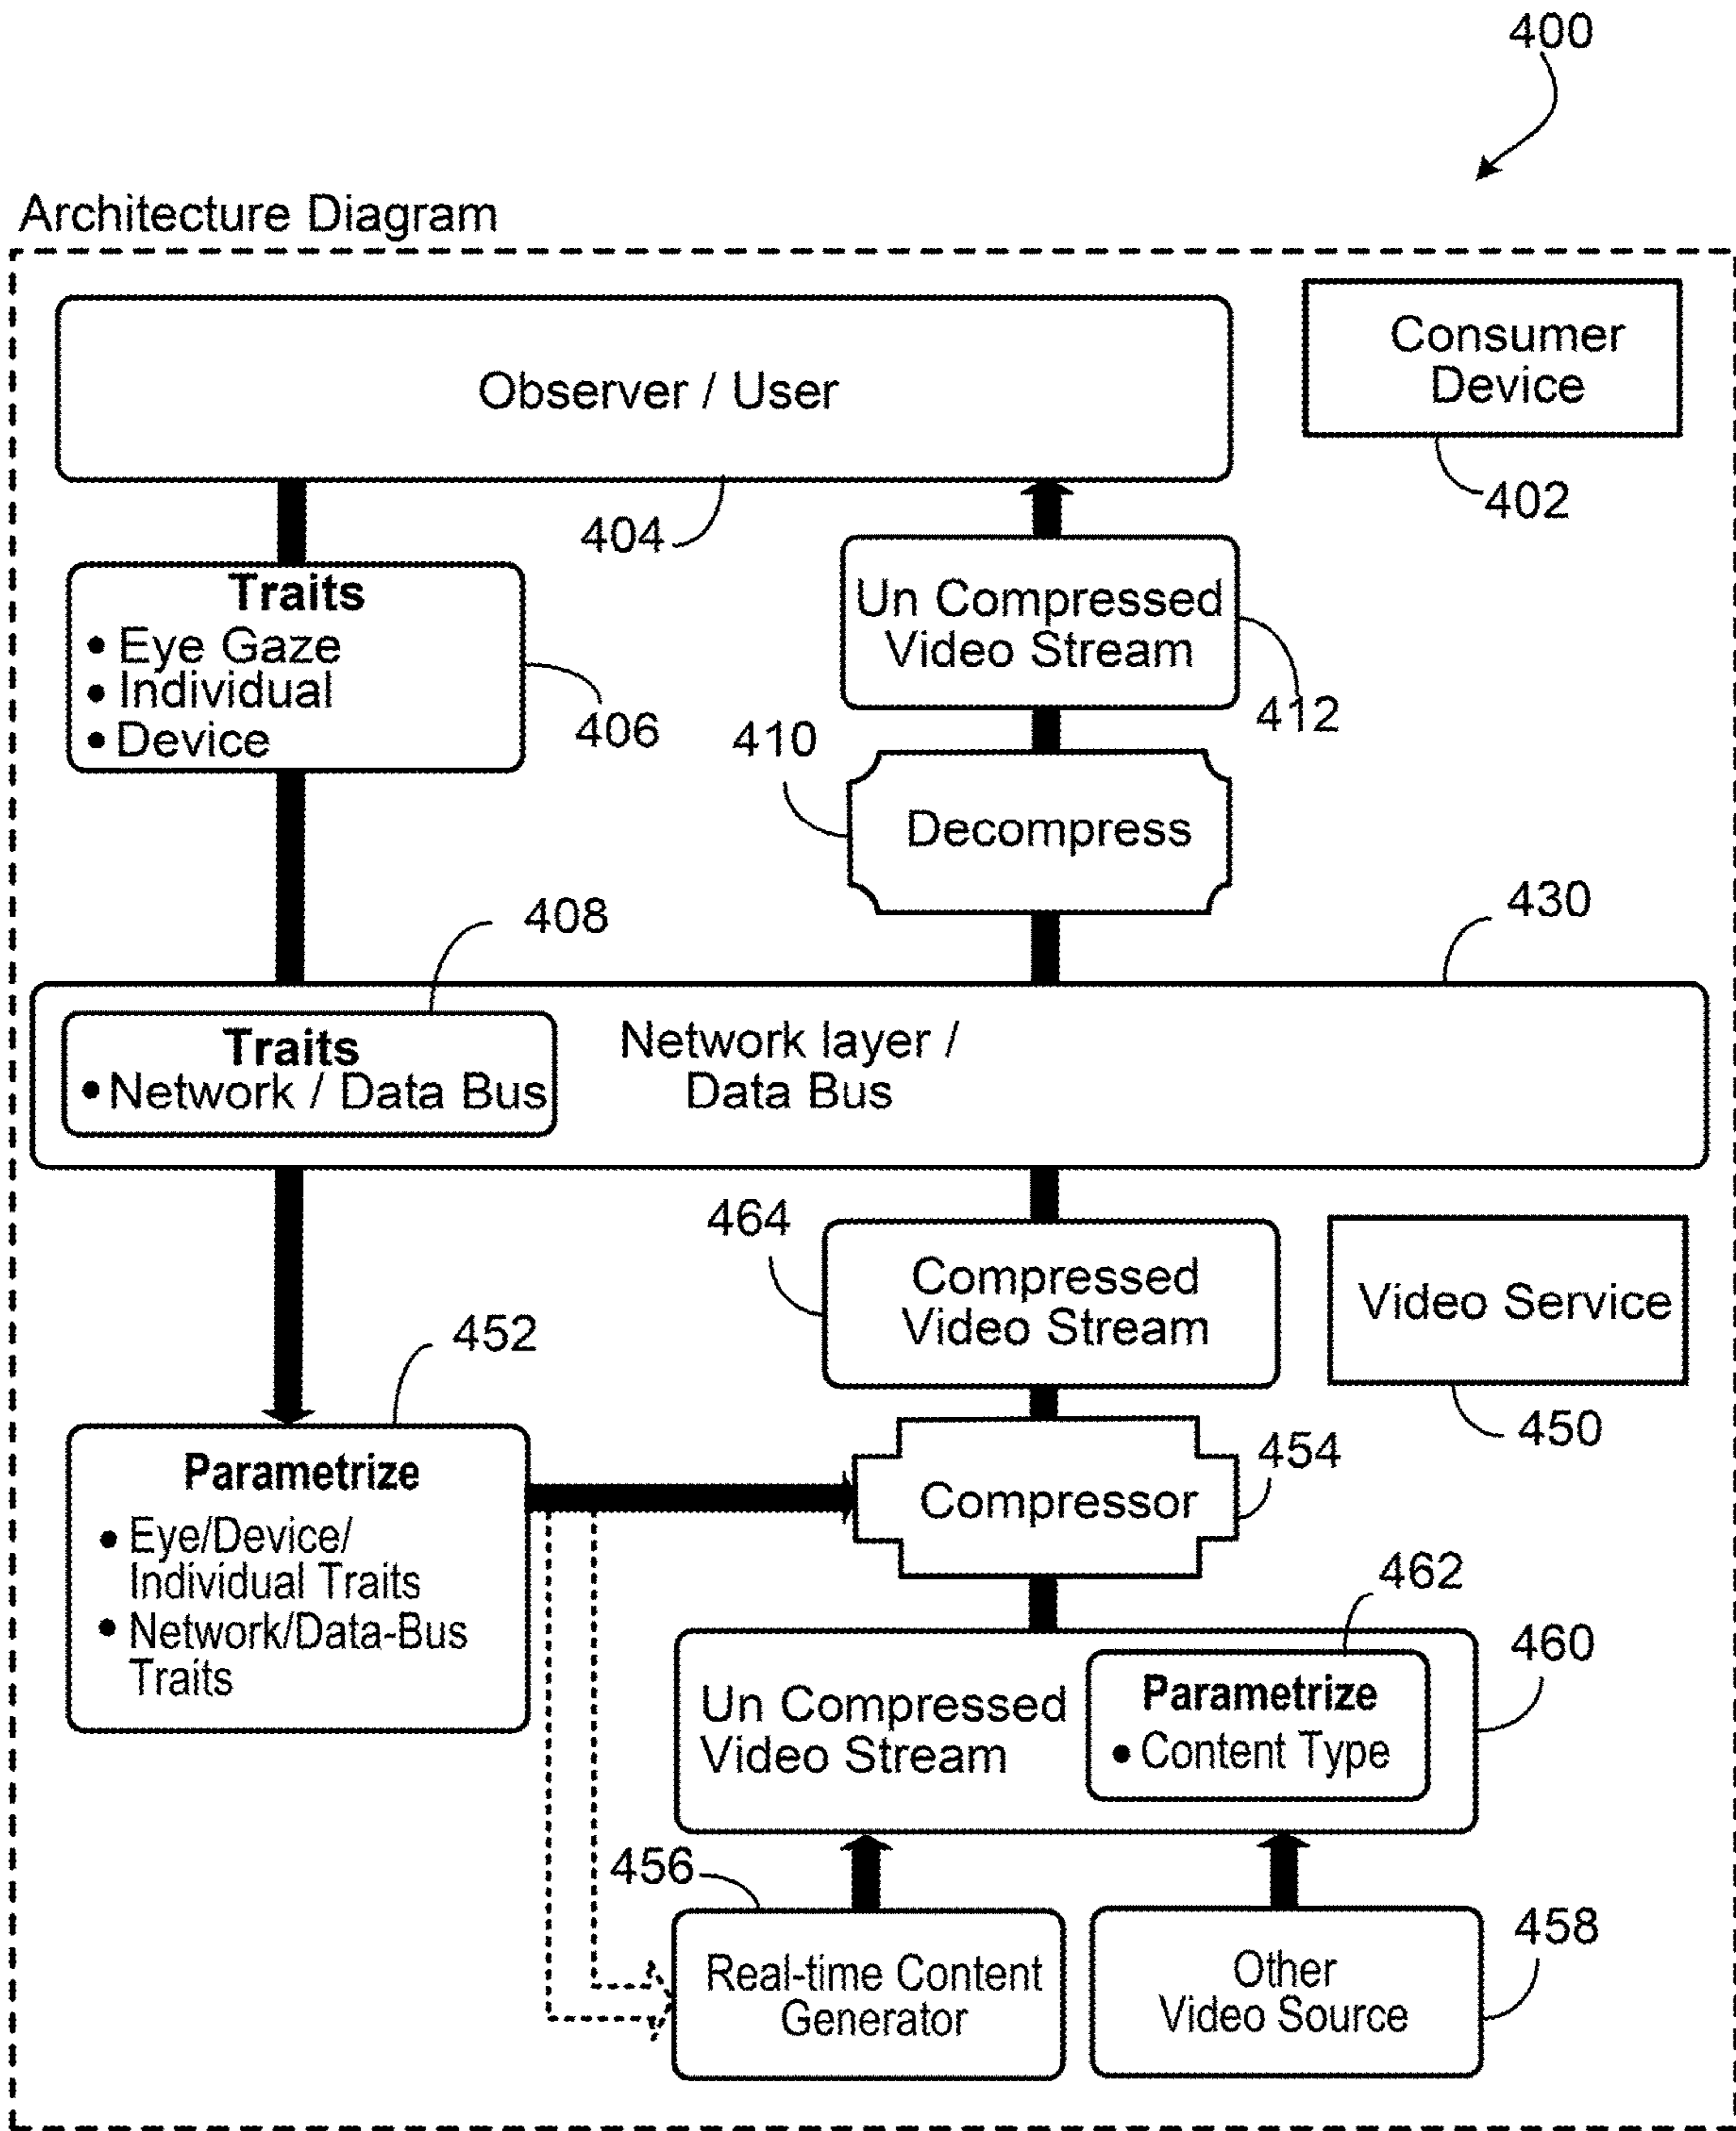 400
Architecture Diagram
Observer / User
Consumer
Device
402
404
Traits
• Eye Gaze
• Individual
• Device
406
Un Compressed
Video Stream
412
410
Decompress
408
430
Traits
• Network / Data Bus
Network layer /
Data Bus
464
Compressed
Video Stream
Video Service
450
452
Parametrize
• Eye/Device/
Individual Traits
• Network/Data-Bus
Traits
Compressor
454
462
460
Un Compressed
Video Stream
Parametrize
• Content Type
456
Real-time Content
Generator
Other
Video Source
458